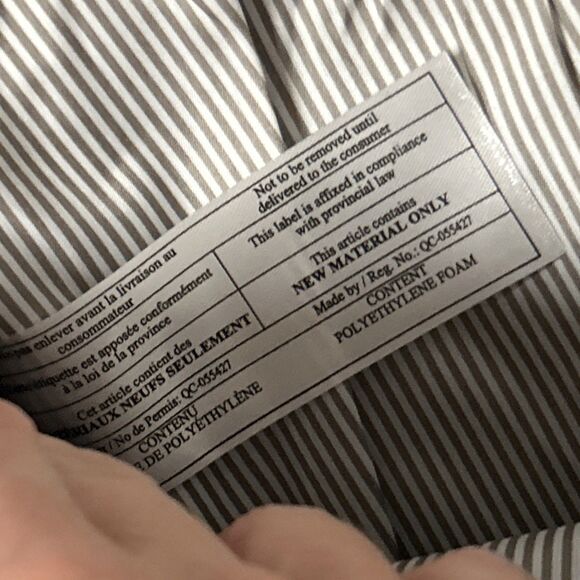 Not to be removed until
delivered to the consumer
This label is affixed in compliance
with provincial law
This article contains
NEW MATERIAL ONLY
Made by / Reg. No.: QC-055427
CONTENT
POLYETHYLENE FOAM
pas enlever avant la livraison au
consommateur
est apposée conformément
à la loi de la province
Cet article contient des
NEUFS SEULEMENT
/ No de Permis: QC-055427
CONTENU
DE POLYÉTHYLÈNE